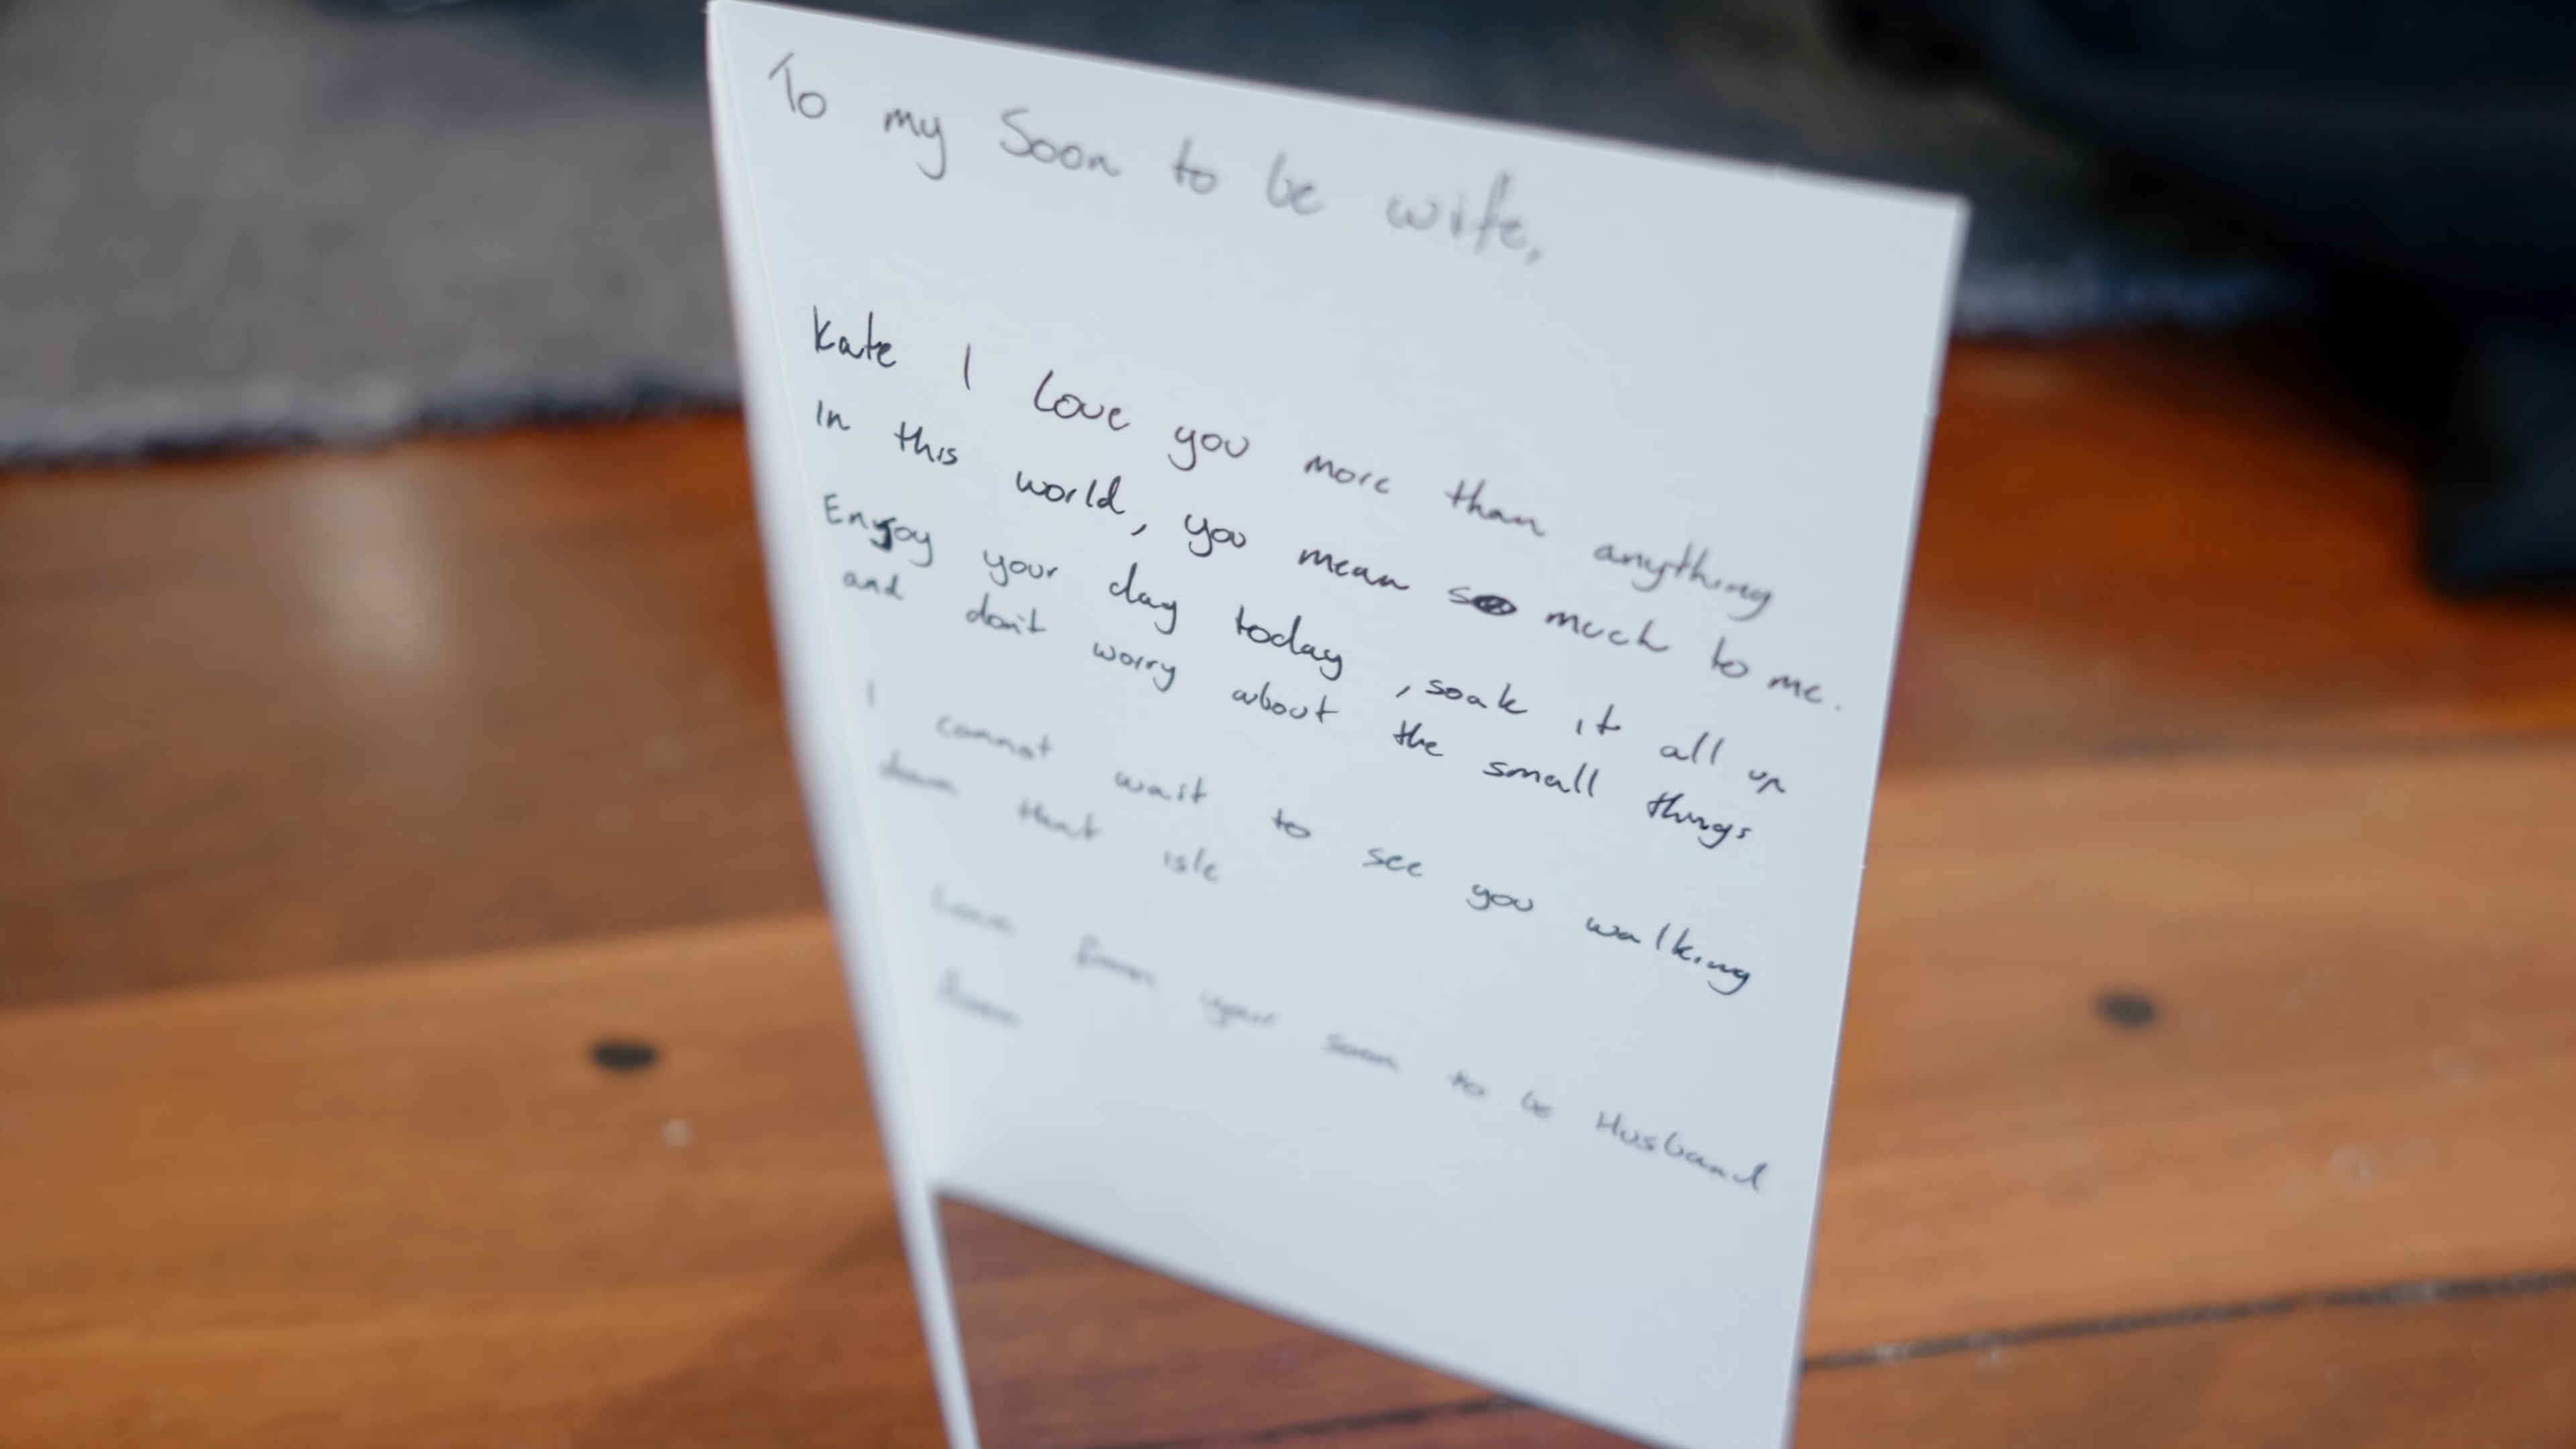 To my Soon to be wife,
Kate I love you more than anything
In this world, you mean so much to me.
Enjoy your day today, soak it all up
and don't worry about the small things
I cannot wait to see you walking
down that isle
Love from your soon to be Husband